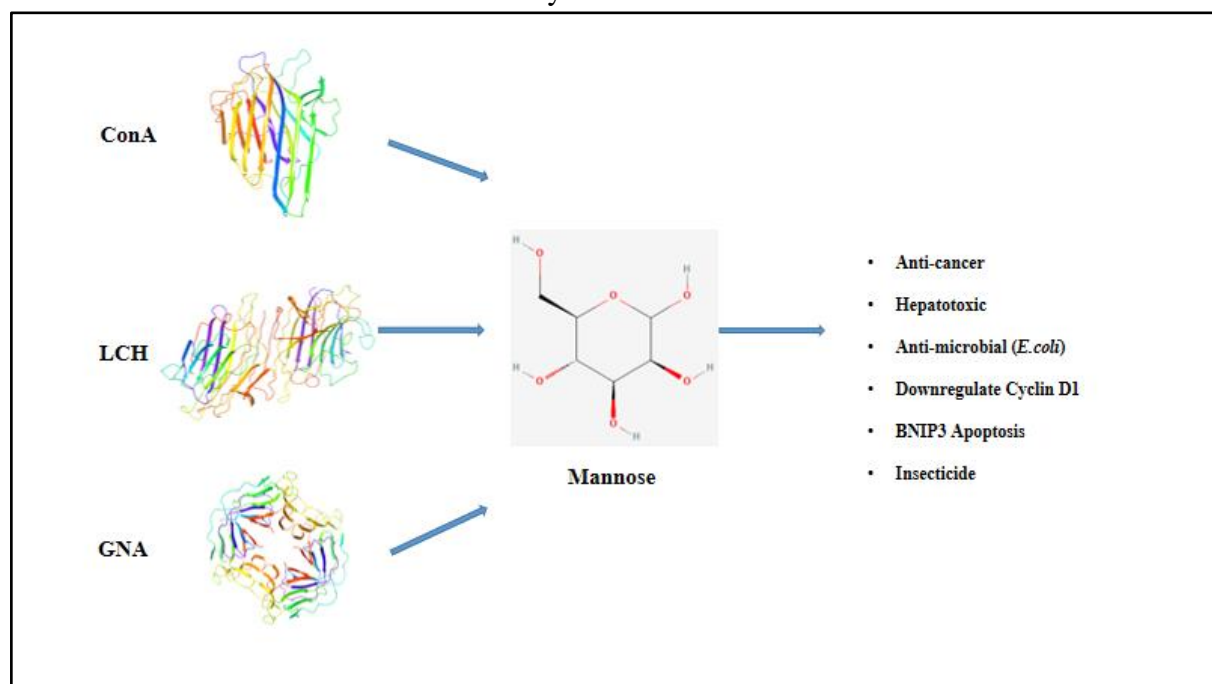 y
ConA
LCH
GNA
H
O
H
O
O
H
O
H
O
O
H
O
H
Mannose
• Anti-cancer
• Hepatotoxic
• Anti-microbial (E.coli)
• Downregulate Cyclin D1
• BNIP3 Apoptosis
• Insecticide